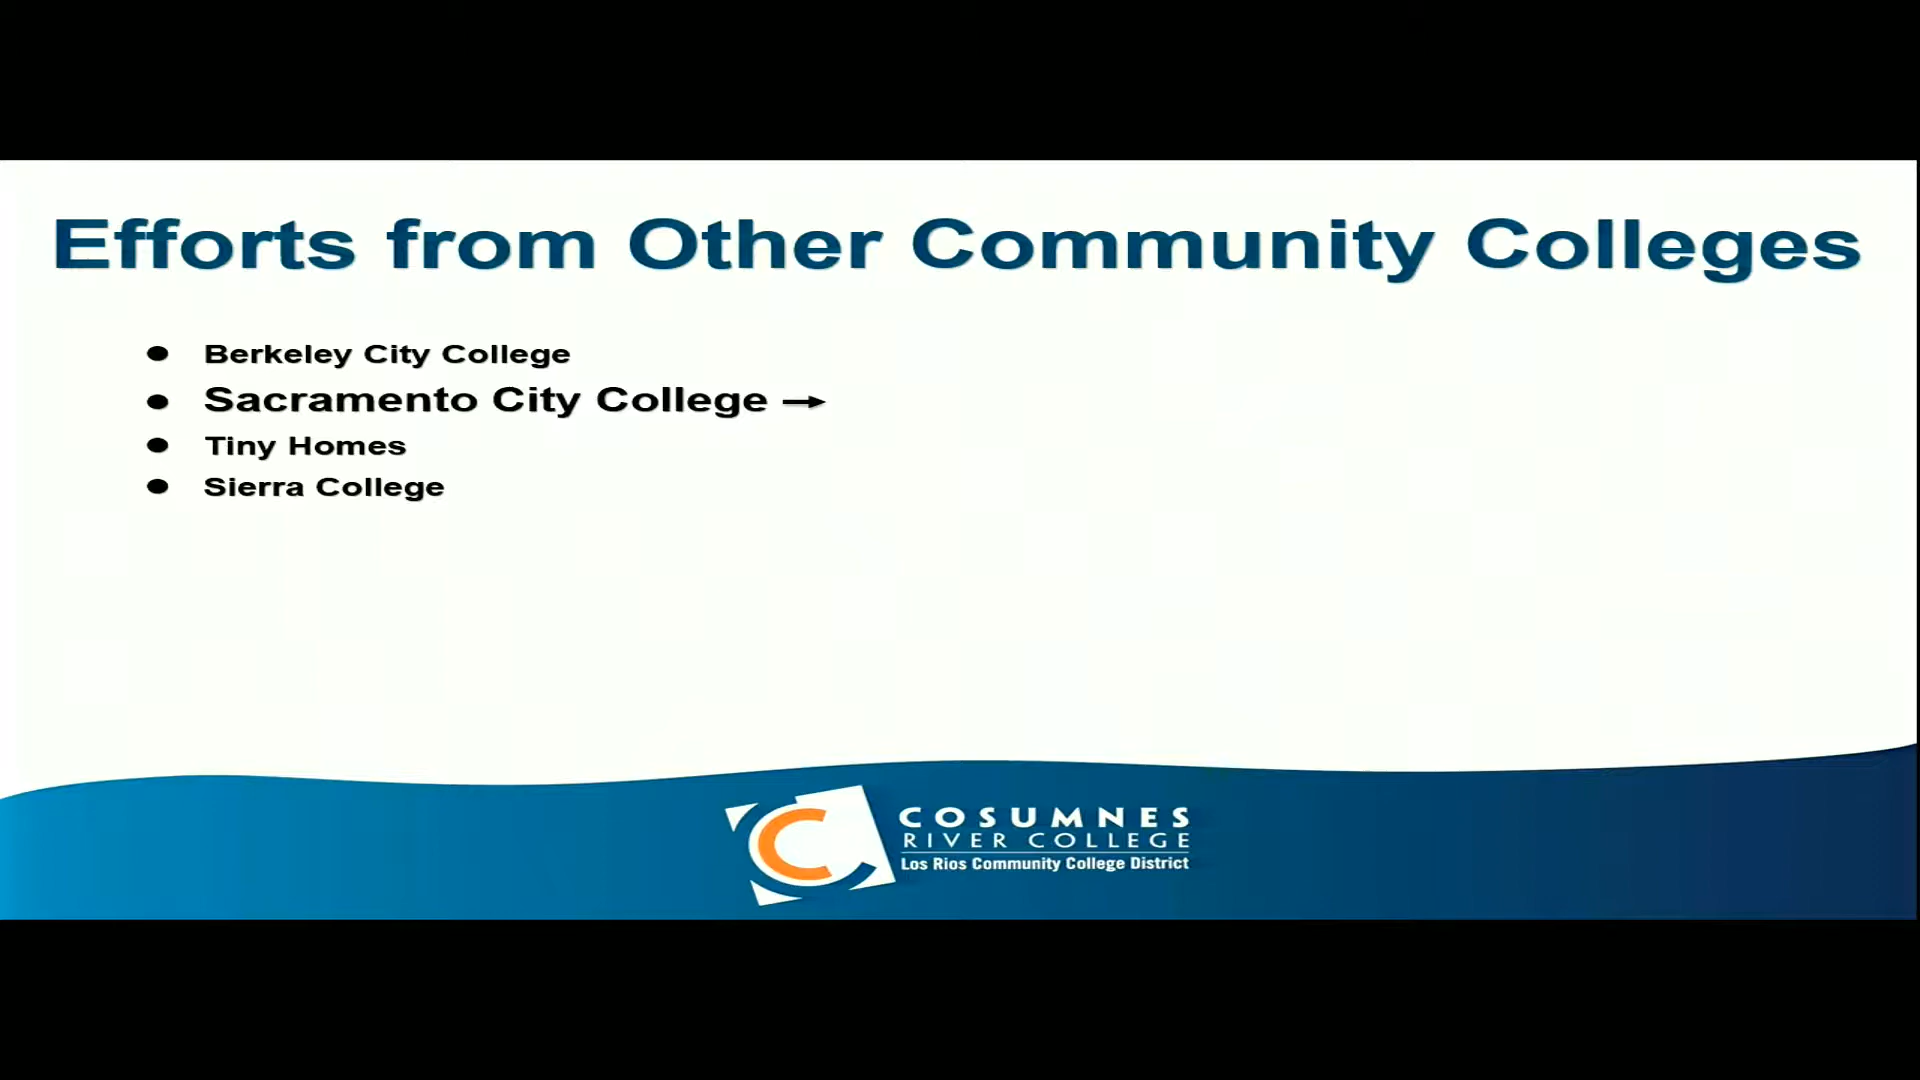 Efforts from Other Community Colleges
● Berkeley City College
● Sacramento City College →
● Tiny Homes
● Sierra College
COSUMNES
RIVER COLLEGE
Los Rios Community College District